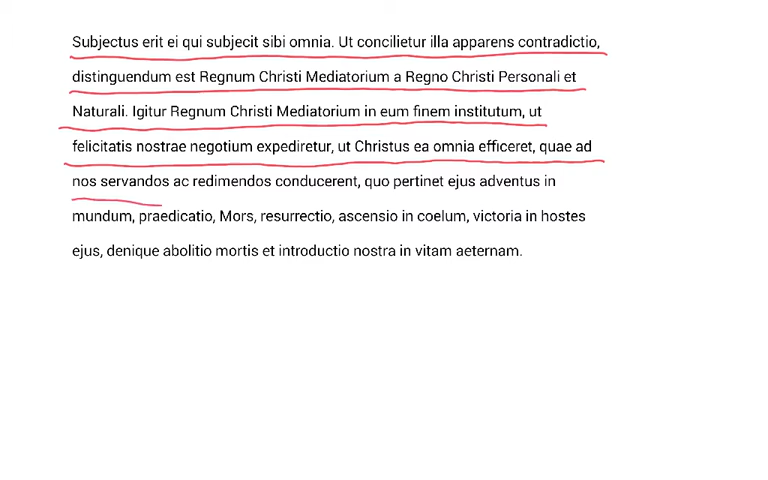 Subjectus erit ei qui subjecit sibi omnia. Ut concilietur illa apparens contradictio,
distinguendum est Regnum Christi Mediatorium a Regno Christi Personali et
Naturali. Igitur Regnum Christi Mediatorium in eum finem institutum, ut
felicitatis nostrae negotium expediretur, ut Christus ea omnia efficeret, quae ad
nos servandos ac redimendos conducerent, quo pertinet ejus adventus in
mundum, praedicatio, Mors, resurrectio, ascensio in coelum, victoria in hostes
ejus, denique abolitio mortis et introductio nostra in vitam aeternam.